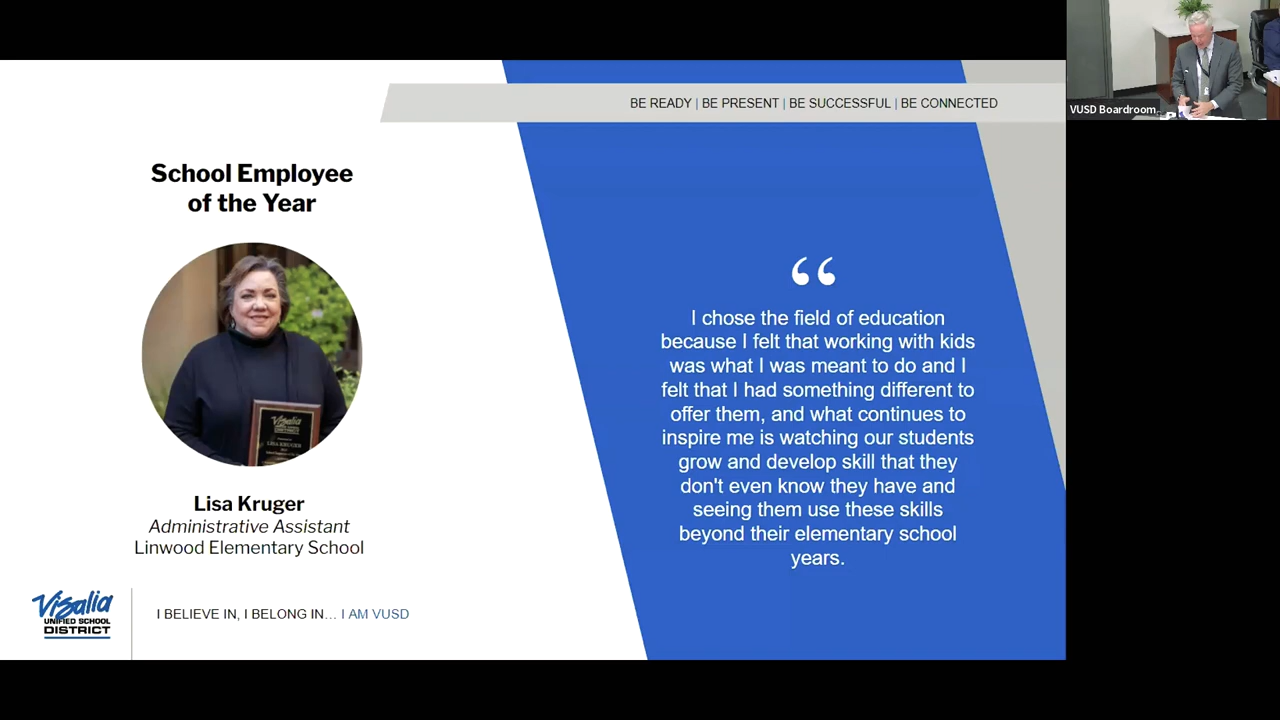 BE READY | BE PRESENT | BE SUCCESSFUL | BE CONNECTED
VUSD Boardroom
School Employee
of the Year
Visalia
DISTRICT
LISA KRUGER
Lisa Kruger
Administrative Assistant
Linwood Elementary School
“
I chose the field of education
because I felt that working with kids
was what I was meant to do and I
felt that I had something different to
offer them, and what continues to
inspire me is watching our students
grow and develop skill that they
don't even know they have and
seeing them use these skills
beyond their elementary school
years.
Visalia
UNIFIED SCHOOL
DISTRICT
I BELIEVE IN, I BELONG IN... I AM VUSD